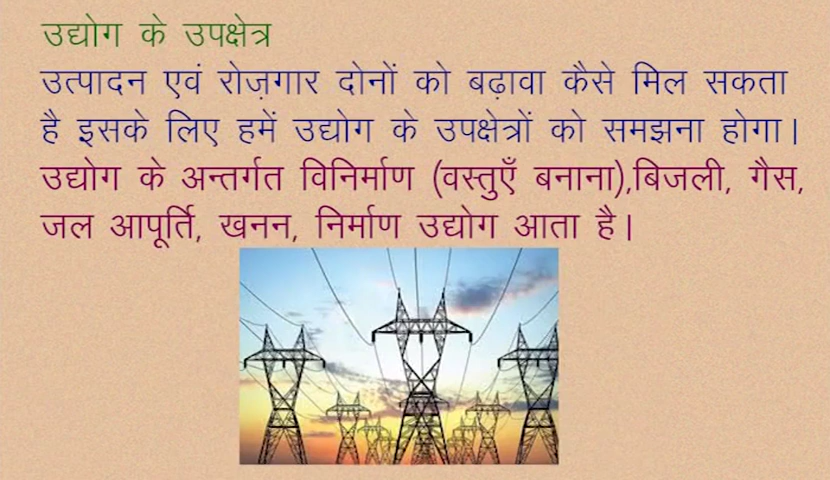 उद्योग के उपक्षेत्र
उत्पादन एवं रोज़गार दोनों को बढ़ावा कैसे मिल सकता
है इसके लिए हमें उद्योग के उपक्षेत्रों को समझना होगा।
उद्योग के अन्तर्गत विनिर्माण (वस्तुएँ बनाना),बिजली, गैस,
जल आपूर्ति, खनन, निर्माण उद्योग आता है।